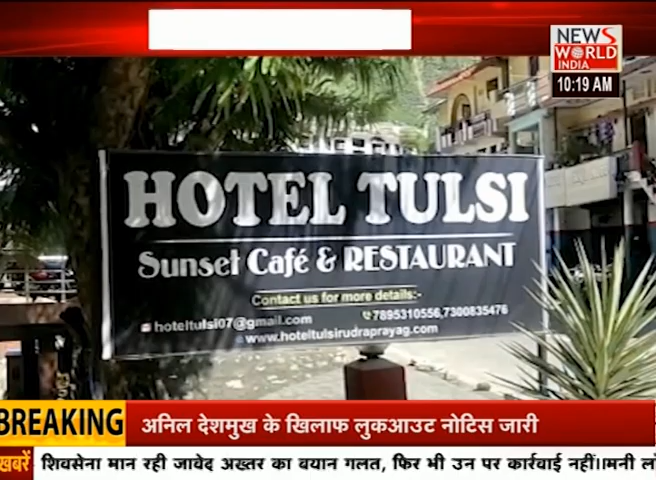 NEWS
WORLD
INDIA
10:19 AM
HOTEL TULSI
Sunset Café & RESTAURANT
Contact us for more details:-
hoteltulsi07@gmail.com 7895310556,7300835476
www.hoteltulsirudraprayag.com
BREAKING अनिल देशमुख के खिलाफ लुकआउट नोटिस जारी
खबरें शिवसेना मान रही जावेद अख्तर का बयान गलत, फिर भी उन पर कार्रवाई नहीं।।मनी लॉ